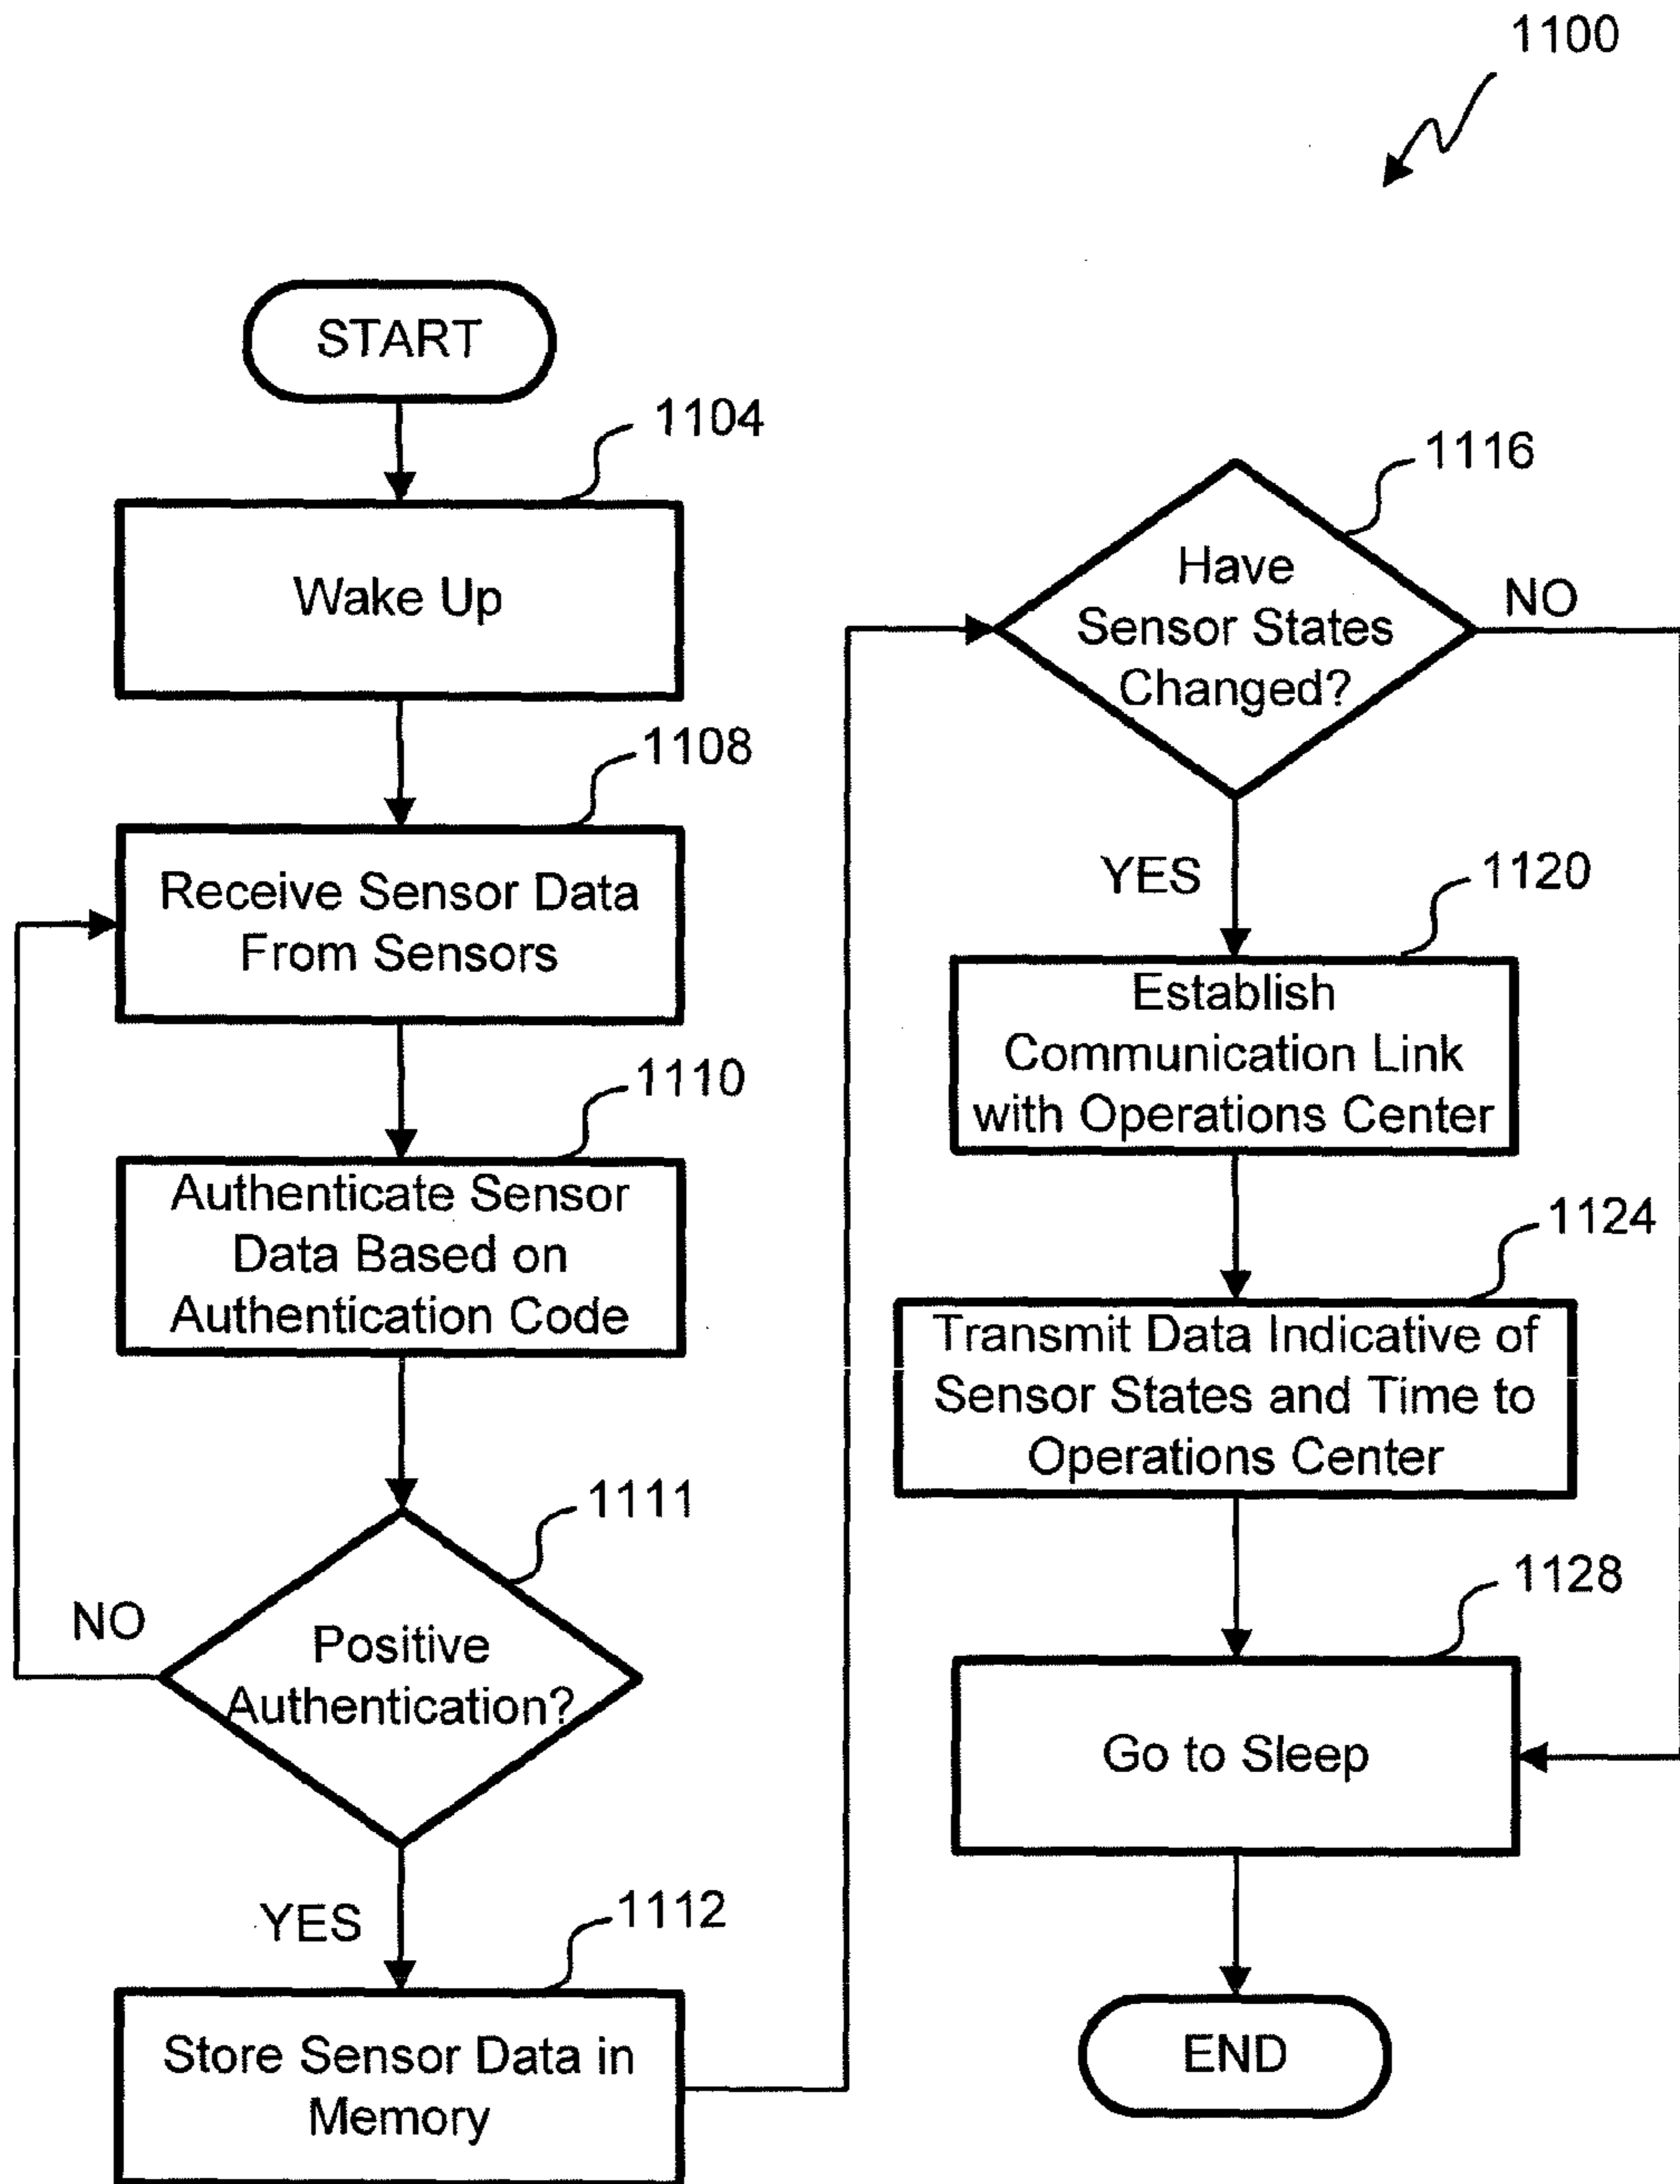 1100
START
1104
Wake Up
1108
Receive Sensor Data
From Sensors
1110
Authenticate Sensor
Data Based on
Authentication Code
1111
Positive
Authentication?
NO
YES
1112
Store Sensor Data in
Memory
1116
Have
Sensor States
Changed?
NO
YES
1120
Establish
Communication Link
with Operations Center
1124
Transmit Data Indicative of
Sensor States and Time to
Operations Center
1128
Go to Sleep
END